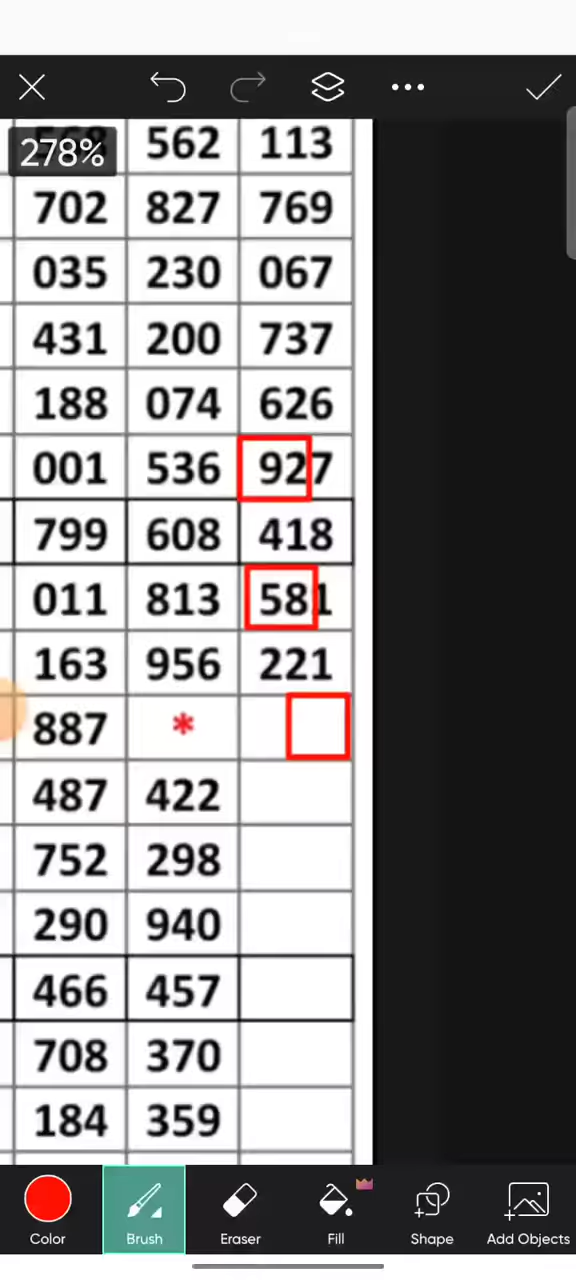 562 113
278%
702 827 769
035 230 067
431 200 737
188 074 626
001 536 927
799 608 418
011 813 581
163 956 221
887 *
487 422
752 298
290 940
466 457
708 370
184 359
Color Brush Eraser Fill Shape Add Objects